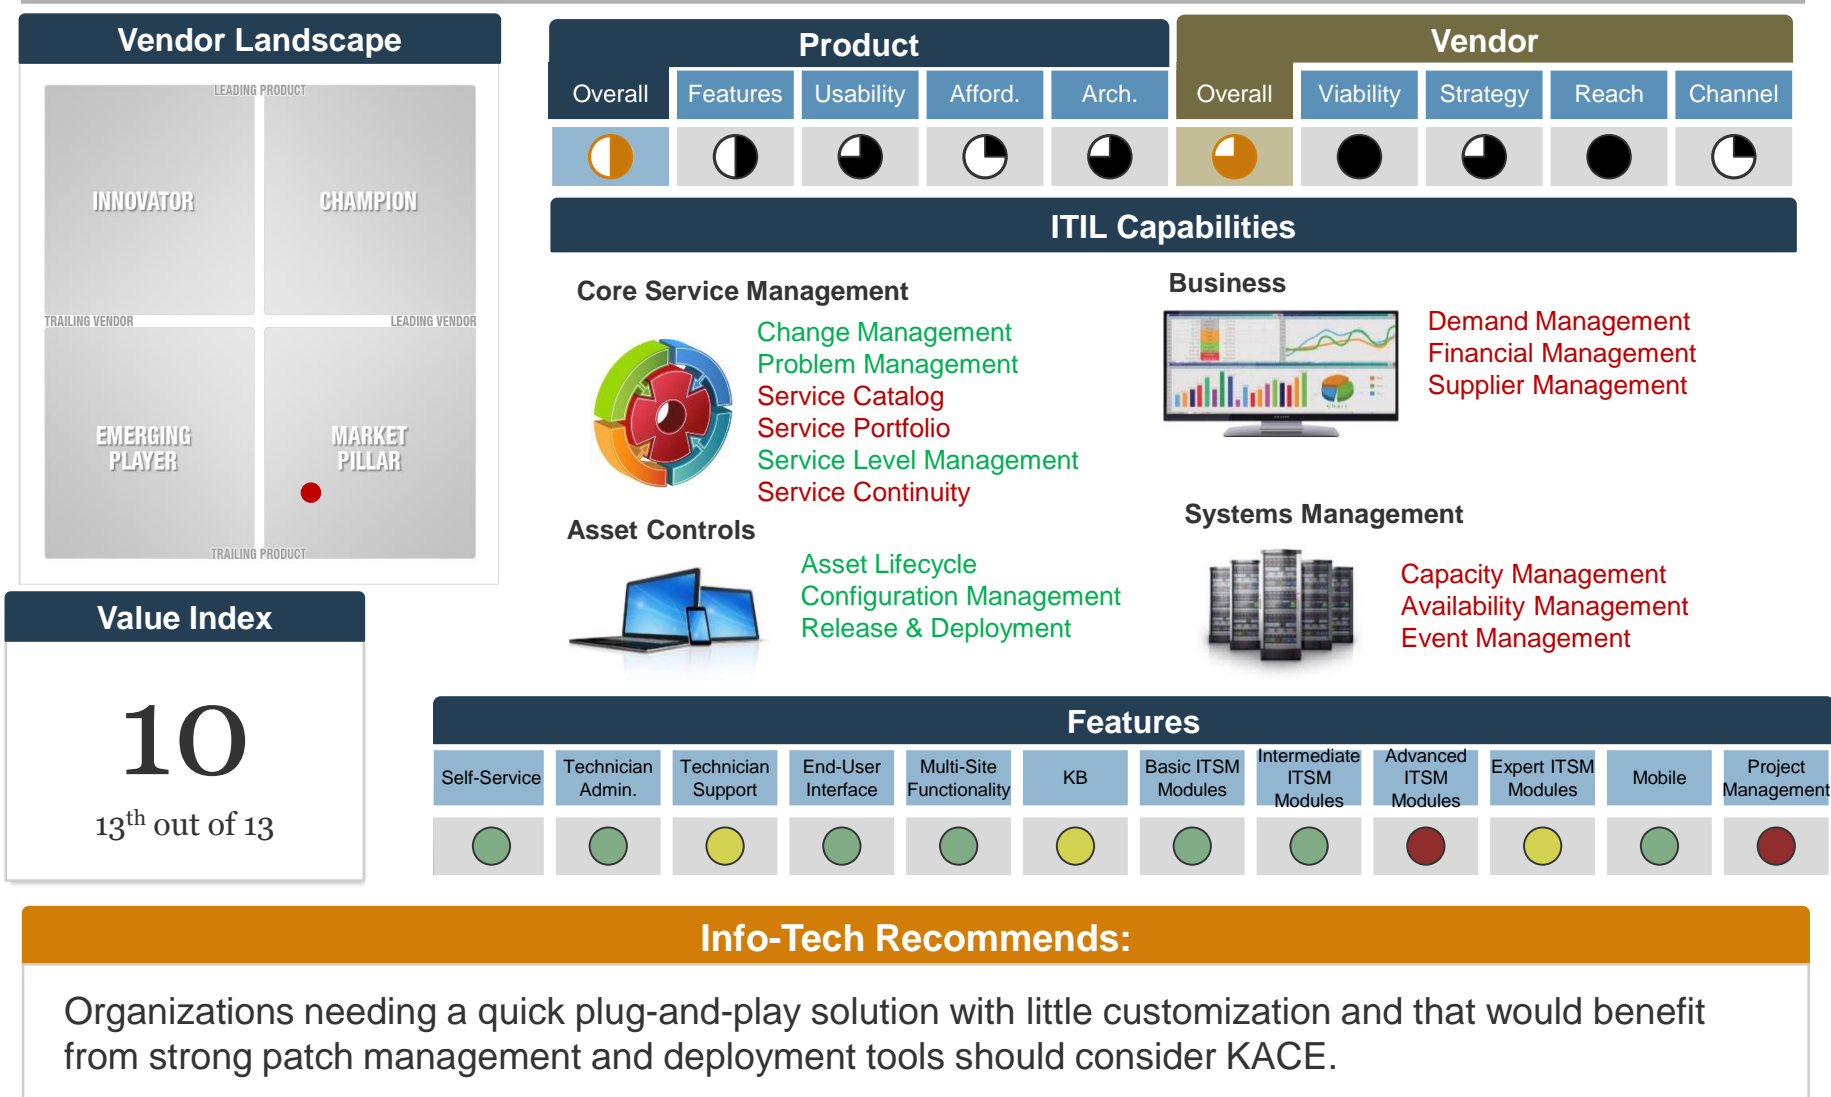 Vendor Landscape
LEADING PRODUCT
INNOVATOR
CHAMPION
TRAILING VENDOR
LEADING VENDOR
EMERGING
PLAYER
MARKET
PILLAR
TRAILING PRODUCT
Product
Vendor
Overall
Features
Usability
Afford.
Arch.
Overall
Viability
Strategy
Reach
Channel
ITIL Capabilities
Core Service Management
Change Management
Problem Management
Service Catalog
Service Portfolio
Service Level Management
Service Continuity
Business
Chart
Demand Management
Financial Management
Supplier Management
Asset Controls
Asset Lifecycle
Configuration Management
Release & Deployment
Systems Management
Capacity Management
Availability Management
Event Management
Value Index
10
13th out of 13
Features
Self-Service
Technician
Admin.
Technician
Support
End-User
Interface
Multi-Site
Functionality
KB
Basic ITSM
Modules
Intermediate
ITSM
Modules
Advanced
ITSM
Modules
Expert ITSM
Modules
Mobile
Project
Management
Info-Tech Recommends:
Organizations needing a quick plug-and-play solution with little customization and that would benefit
from strong patch management and deployment tools should consider KACE.